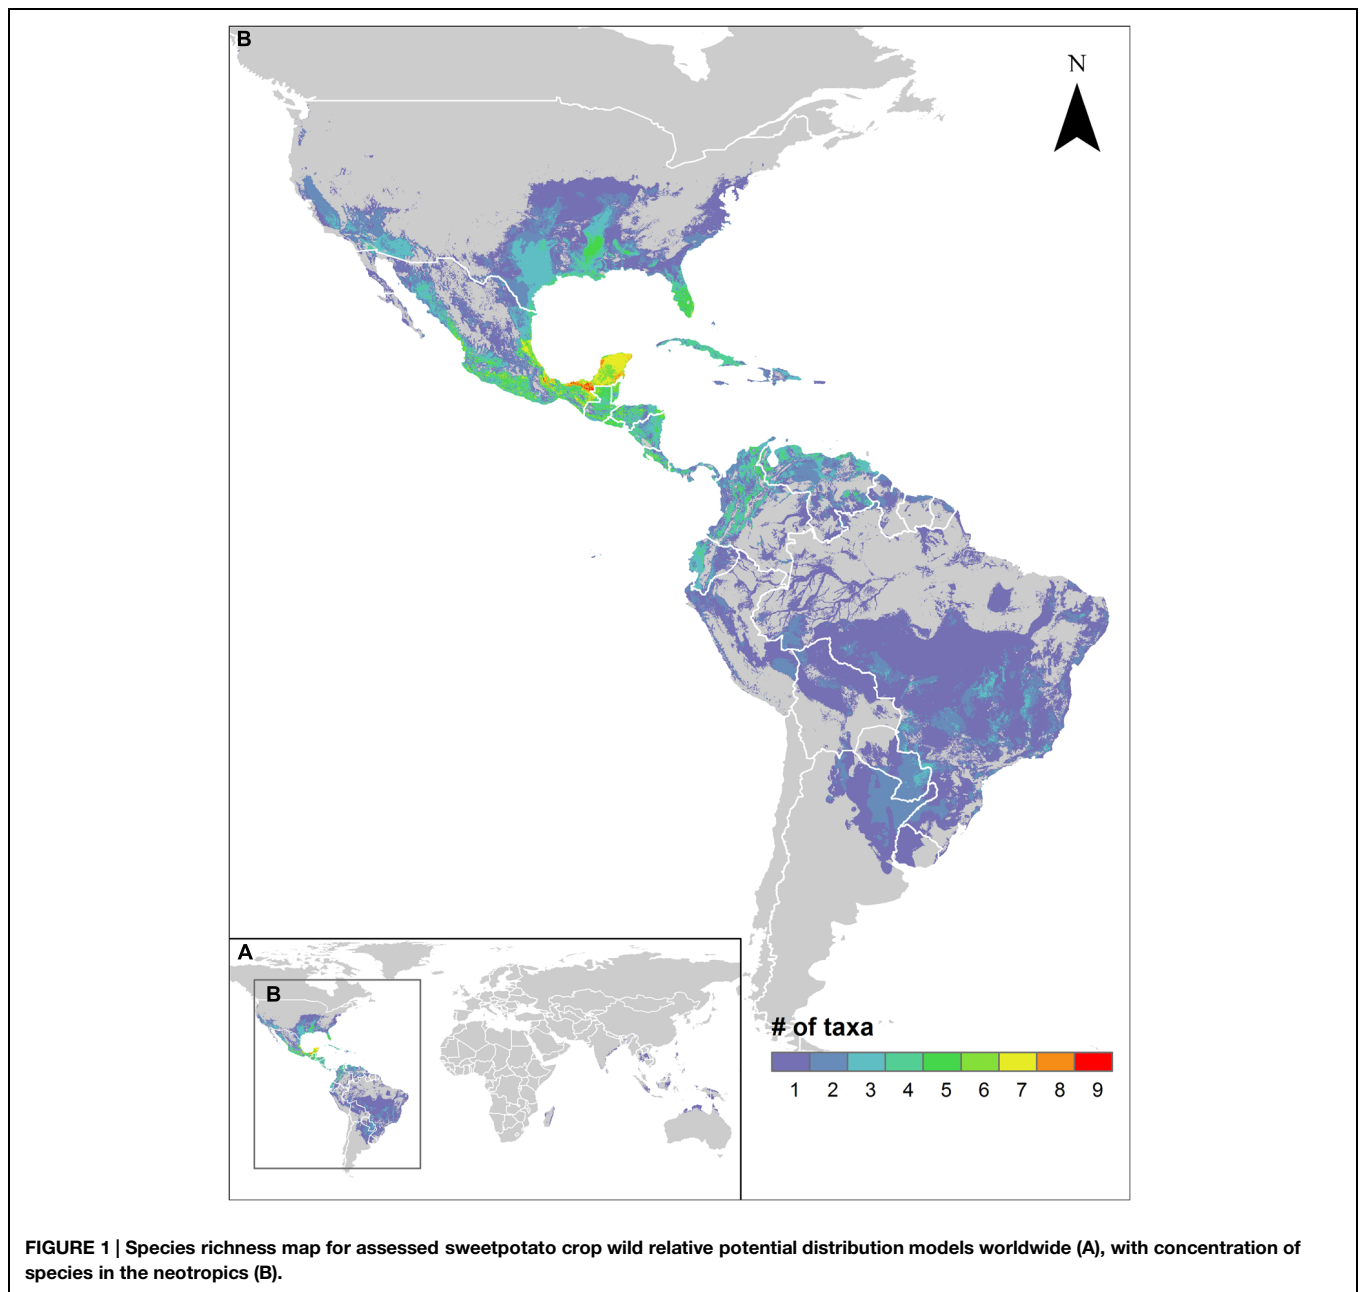 B
N
A
B
# of taxa
1 2 3 4 5 6 7 8 9
FIGURE 1 | Species richness map for assessed sweetpotato crop wild relative potential distribution models worldwide (A), with concentration of
species in the neotropics (B).